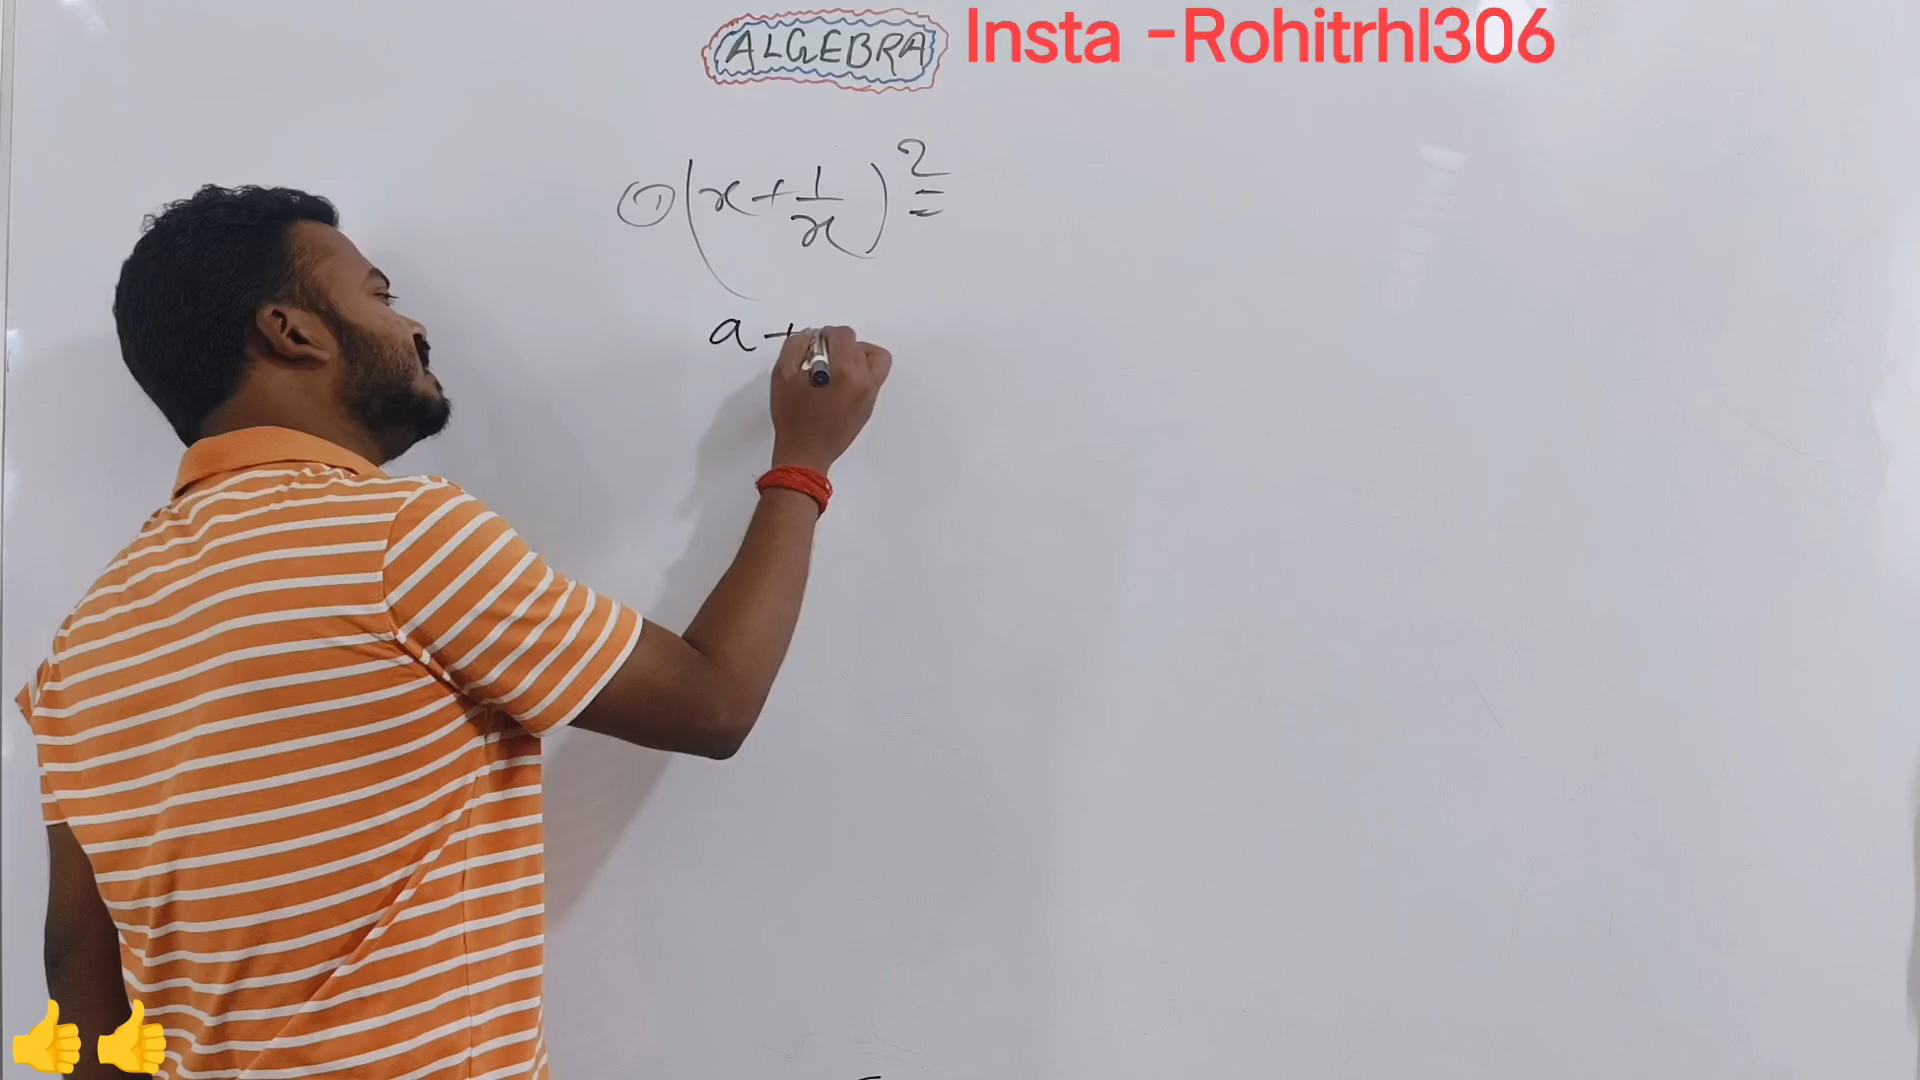 ALGEBRA Insta -Rohitrhl306
① (x + 1/x)² =
a +